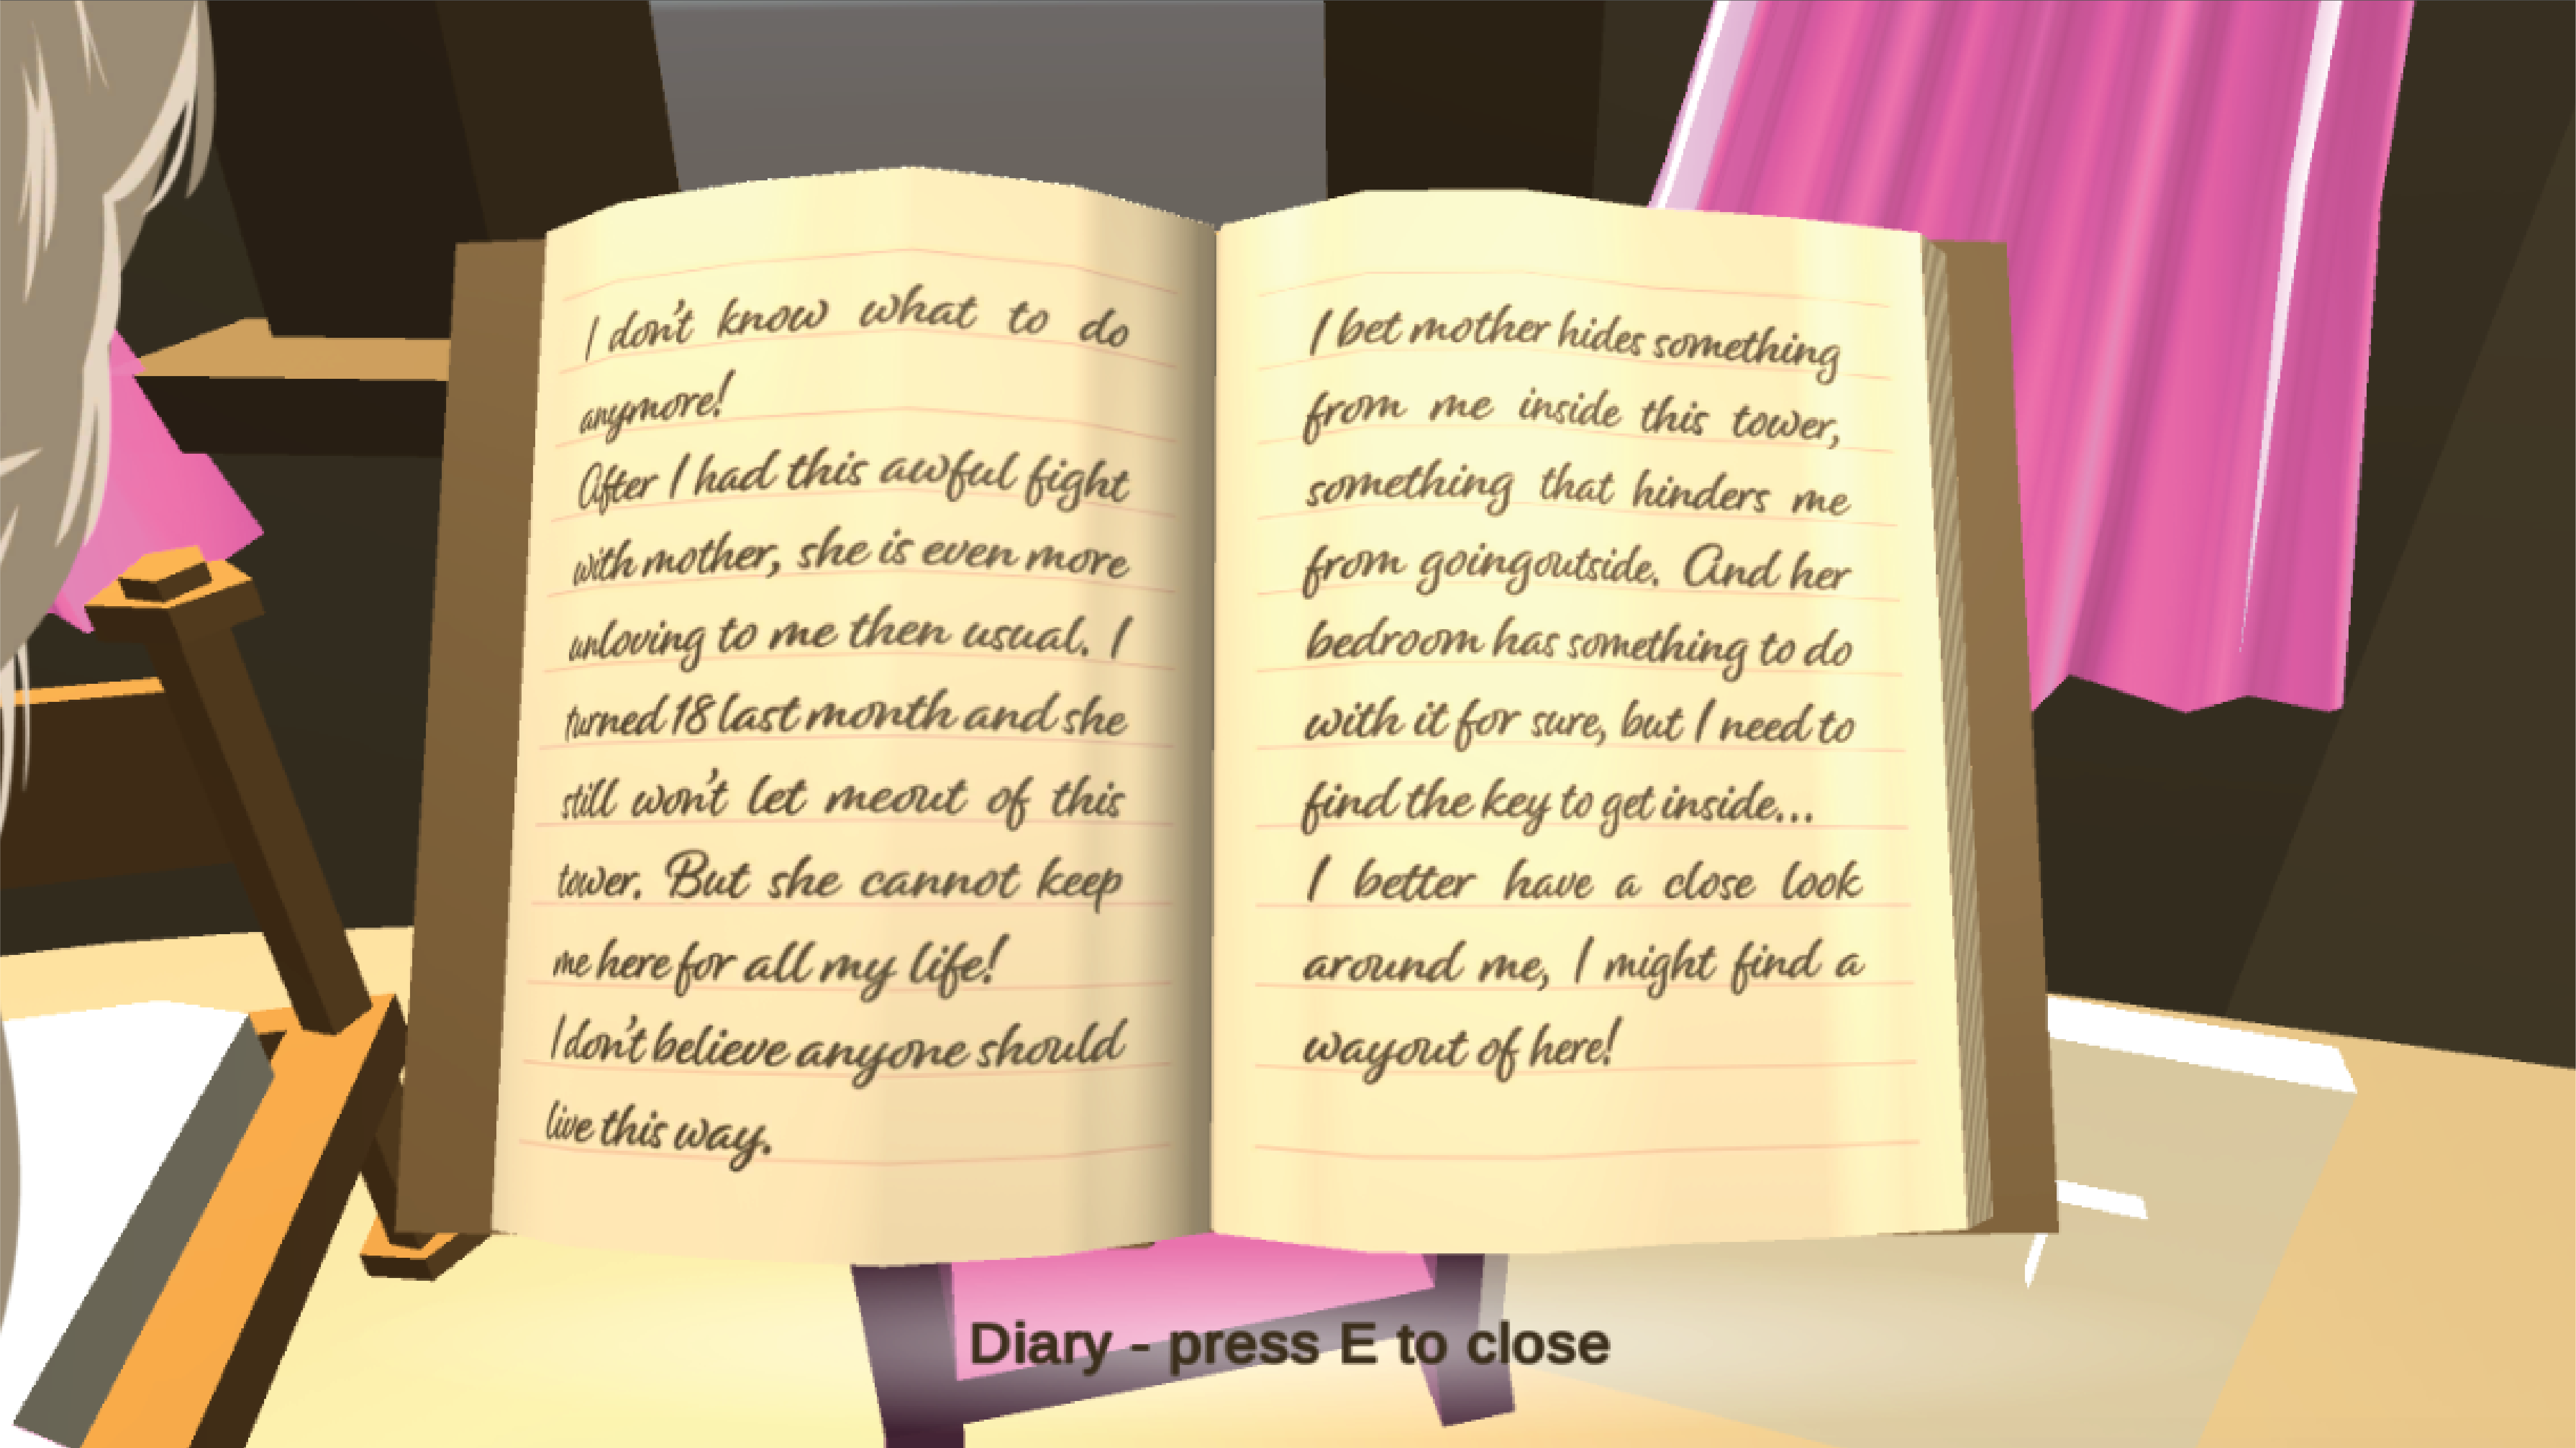 I don't know what to do
anymore!
After I had this awful fight
with mother, she is even more
unloving to me then usual. I
turned 18 last month and she
still won't let meout of this
tower. But she cannot keep
me here for all my life!
I don't believe anyone should
live this way.
I bet mother hides something
from me inside this tower,
something that hinders me
from goingoutside. And her
bedroom has something to do
with it for sure, but I need to
find the key to get inside...
I better have a close look
around me, I might find a
wayout of here!
Diary - press E to close